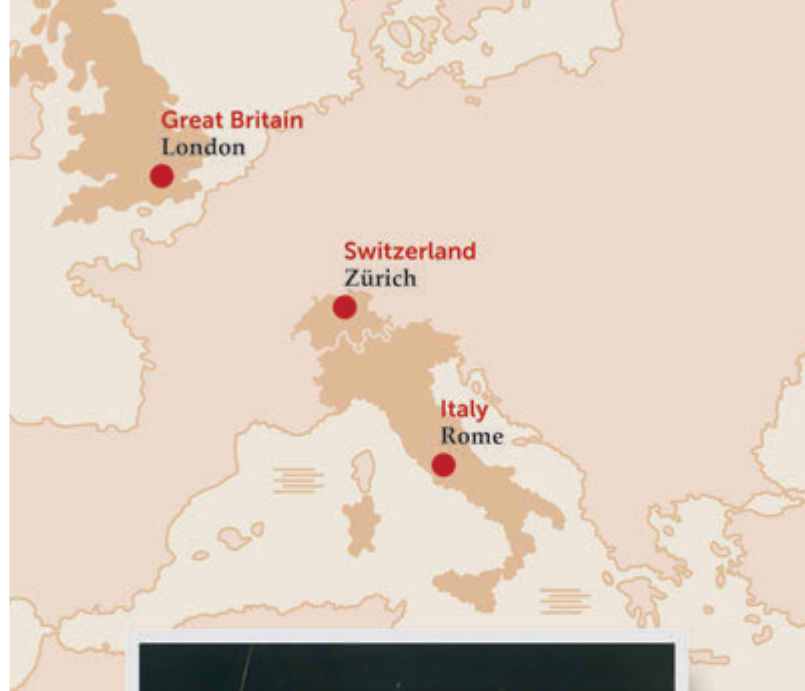 Great Britain
London
Switzerland
Zürich
Italy
Rome